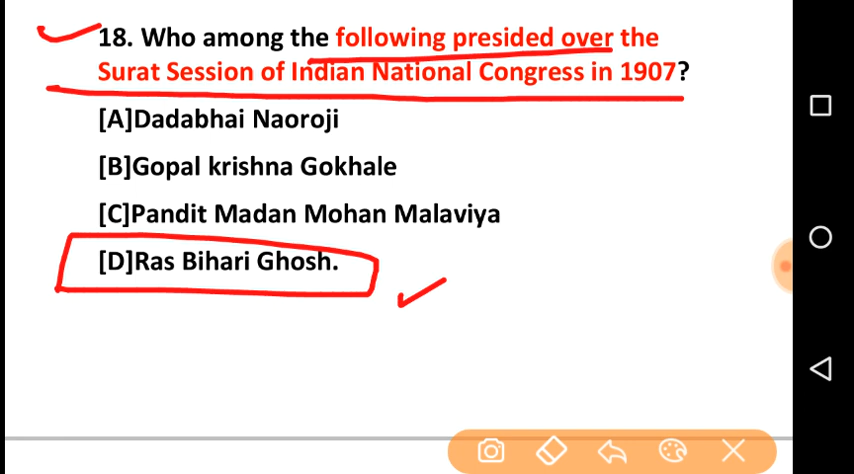 18. Who among the following presided over the
Surat Session of Indian National Congress in 1907?
[A]Dadabhai Naoroji
[B]Gopal krishna Gokhale
[C]Pandit Madan Mohan Malaviya
[D]Ras Bihari Ghosh.